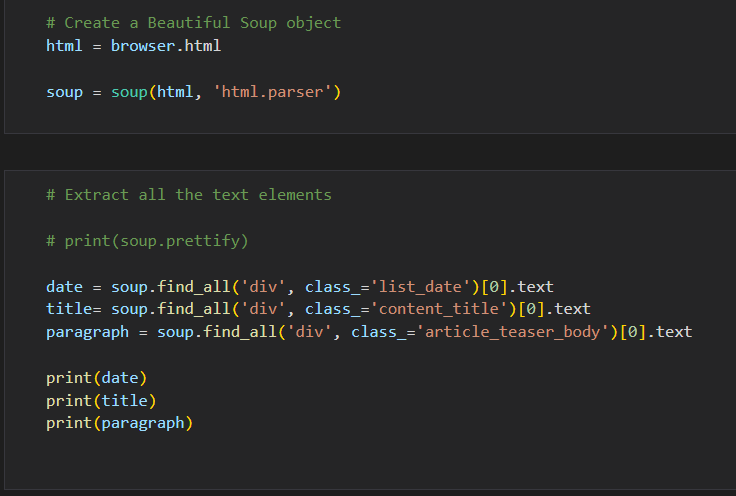 # Create a Beautiful Soup object
html = browser.html
soup = soup(html, 'html.parser')
# Extract all the text elements
# print(soup.prettify)
date = soup.find_all('div', class_='list_date')[0].text
title= soup.find_all('div', class_='content_title')[0].text
paragraph = soup.find_all('div', class_='article_teaser_body')[0].text
print(date)
print(title)
print(paragraph)